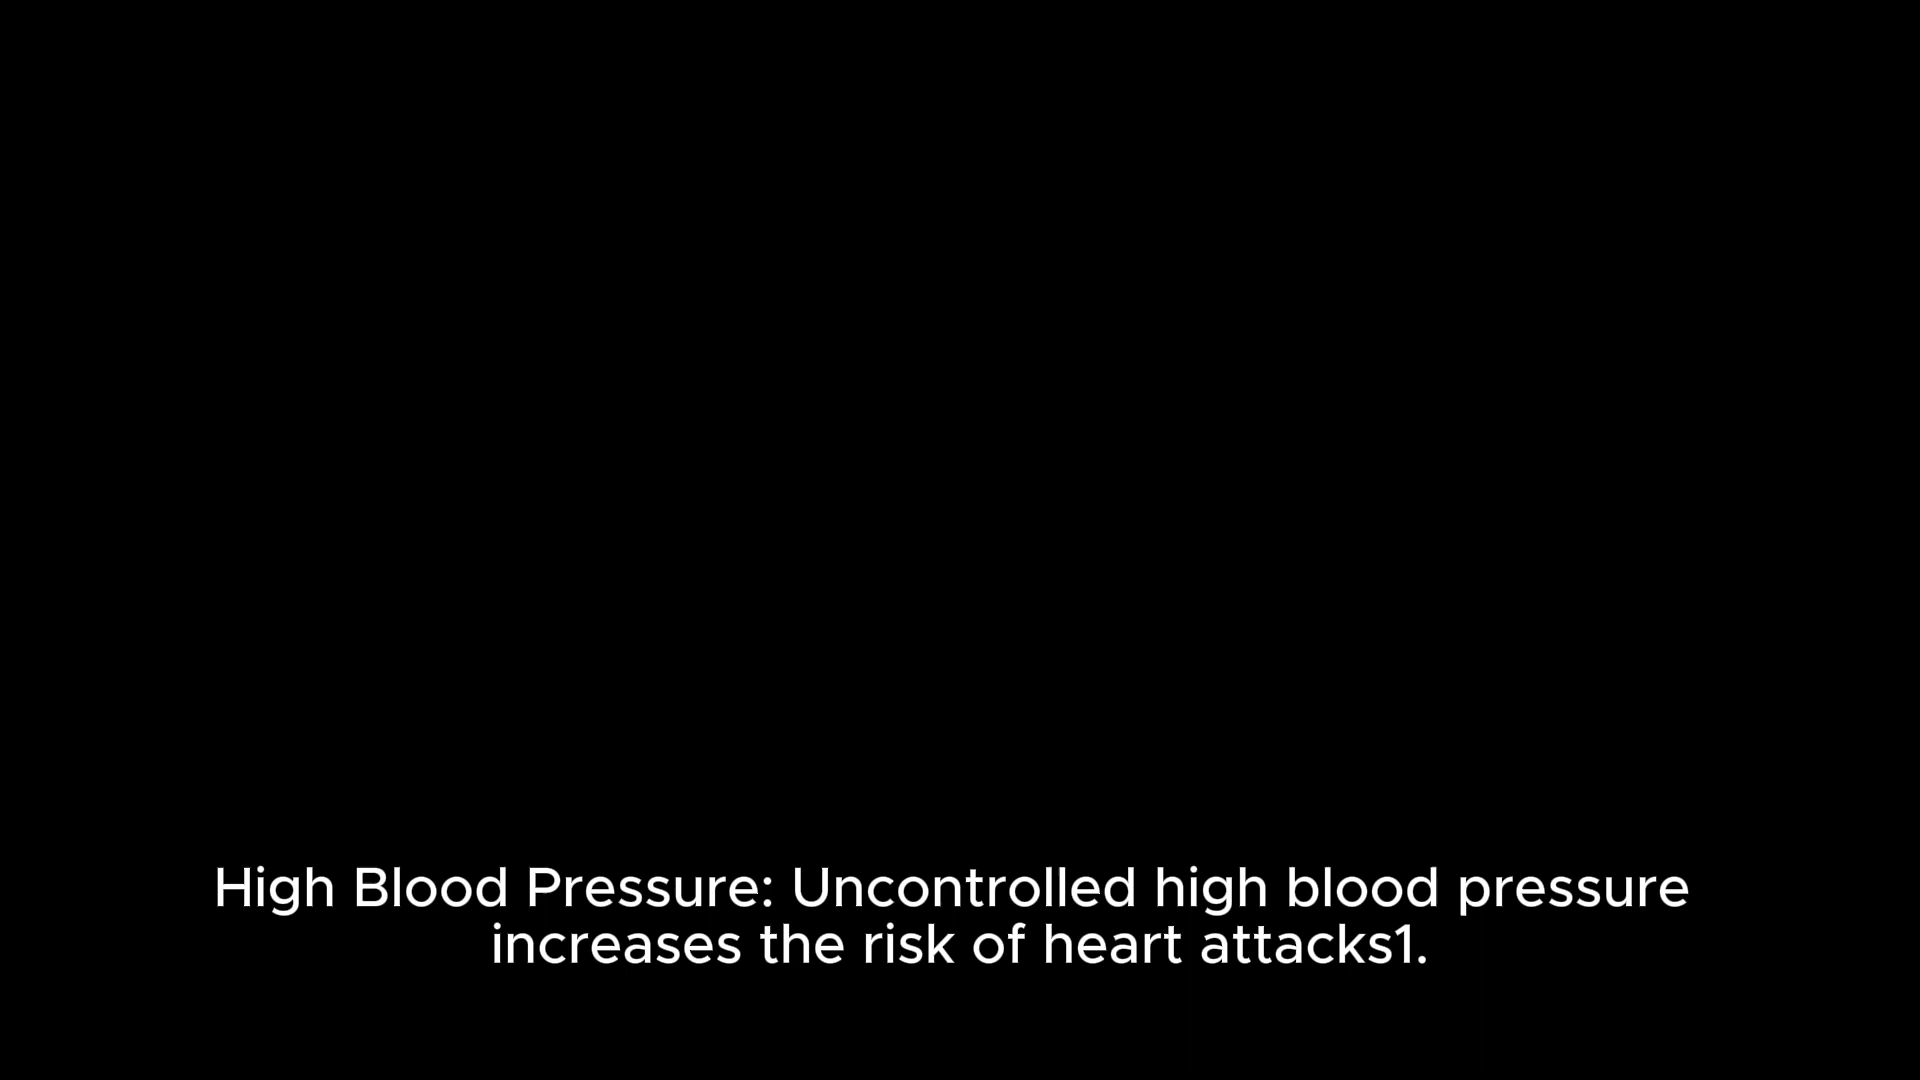 High Blood Pressure: Uncontrolled high blood pressure
increases the risk of heart attacks1.